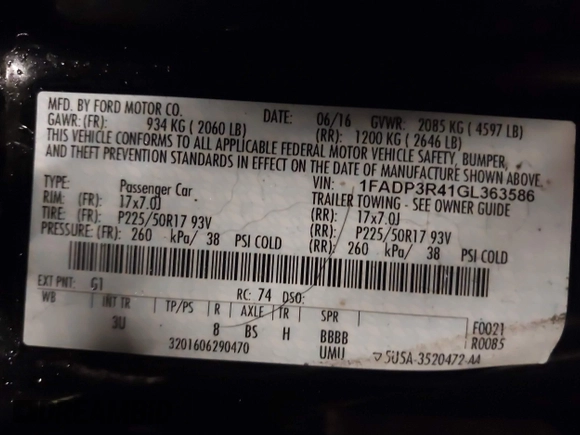 MFD. BY FORD MOTOR CO. DATE: 06/16 GVWR: 2085 KG ( 4597 LB)
GAWR: (FR): 934 KG ( 2060 LB) (RR): 1200 KG ( 2646 LB)
THIS VEHICLE CONFORMS TO ALL APPLICABLE FEDERAL MOTOR VEHICLE SAFETY, BUMPER,
AND THEFT PREVENTION STANDARDS IN EFFECT ON THE DATE OF MANUFACTURE SHOWN ABOVE.
VIN: 1FADP3R41GL363586
TYPE: Passenger Car TRAILER TOWING - SEE OWNER GUIDE
RIM: (FR): 17x7.0J (RR): 17x7.0J
TIRE: (FR): P225/50R17 93V (RR): P225/50R17 93V
PRESSURE: (FR): 260 kPa/ 38 PSI COLD (RR): 260 kPa/ 38 PSI COLD
EXT PNT: G1 RC: 74 DSO:
WB INT TR TP/PS R AXLE TR SPR F0021
3U 8 BS H BBBB R0085
3201606290470 UMU 5USA-3520472-AA